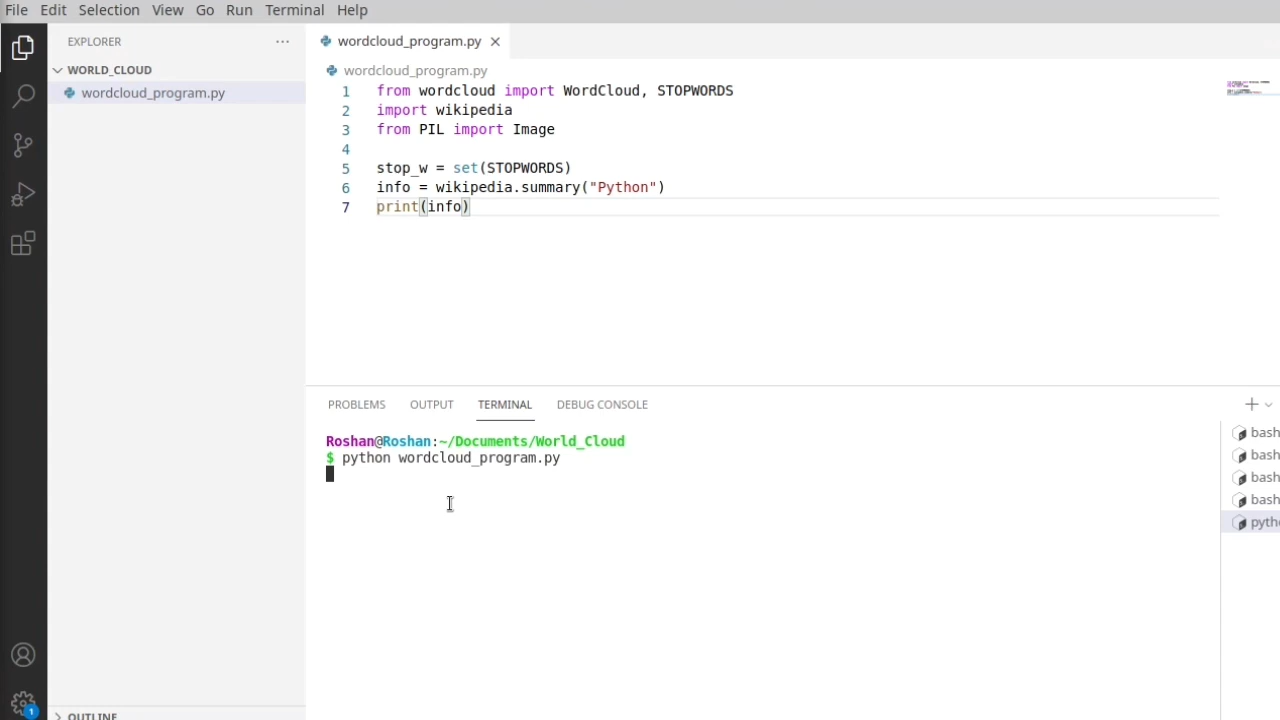 File Edit Selection View Go Run Terminal Help
EXPLORER
WORLD_CLOUD
wordcloud_program.py
OUTLINE
1
wordcloud_program.py
wordcloud_program.py
1 from wordcloud import WordCloud, STOPWORDS
2 import wikipedia
3 from PIL import Image
4
5 stop_w = set(STOPWORDS)
6 info = wikipedia.summary("Python")
7 print(info)
PROBLEMS OUTPUT TERMINAL DEBUG CONSOLE
Roshan@Roshan:~/Documents/World_Cloud
$ python wordcloud_program.py
bash
bash
bash
bash